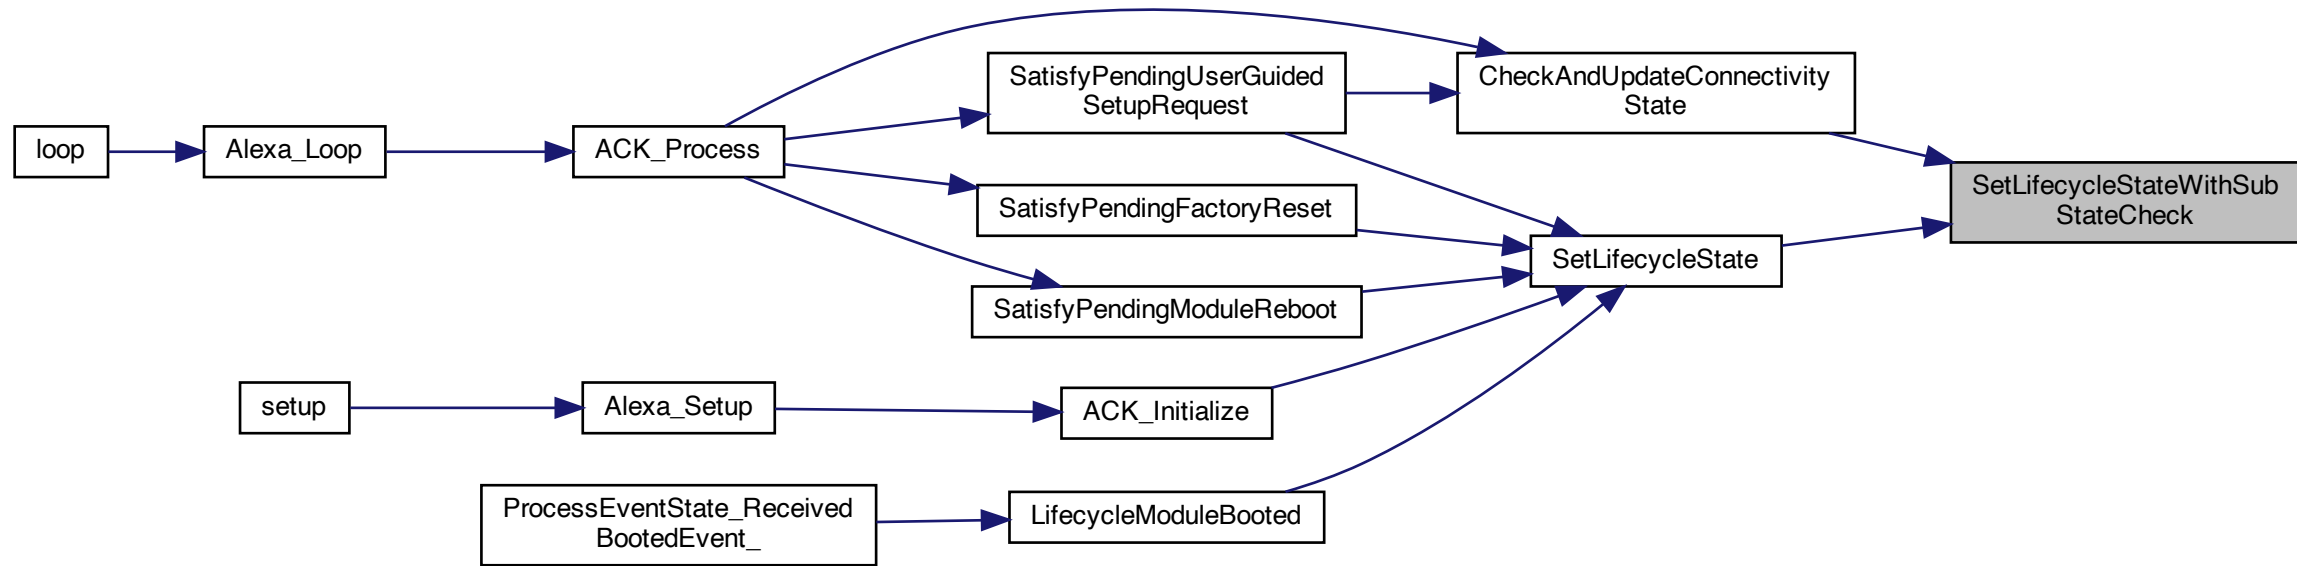 SatisfyPendingUserGuided
SetupRequest
CheckAndUpdateConnectivity
State
loop
Alexa_Loop
ACK_Process
SatisfyPendingFactoryReset
SetLifecycleStateWithSub
StateCheck
SetLifecycleState
SatisfyPendingModuleReboot
setup
Alexa_Setup
ACK_Initialize
ProcessEventState_Received
BootedEvent_
LifecycleModuleBooted